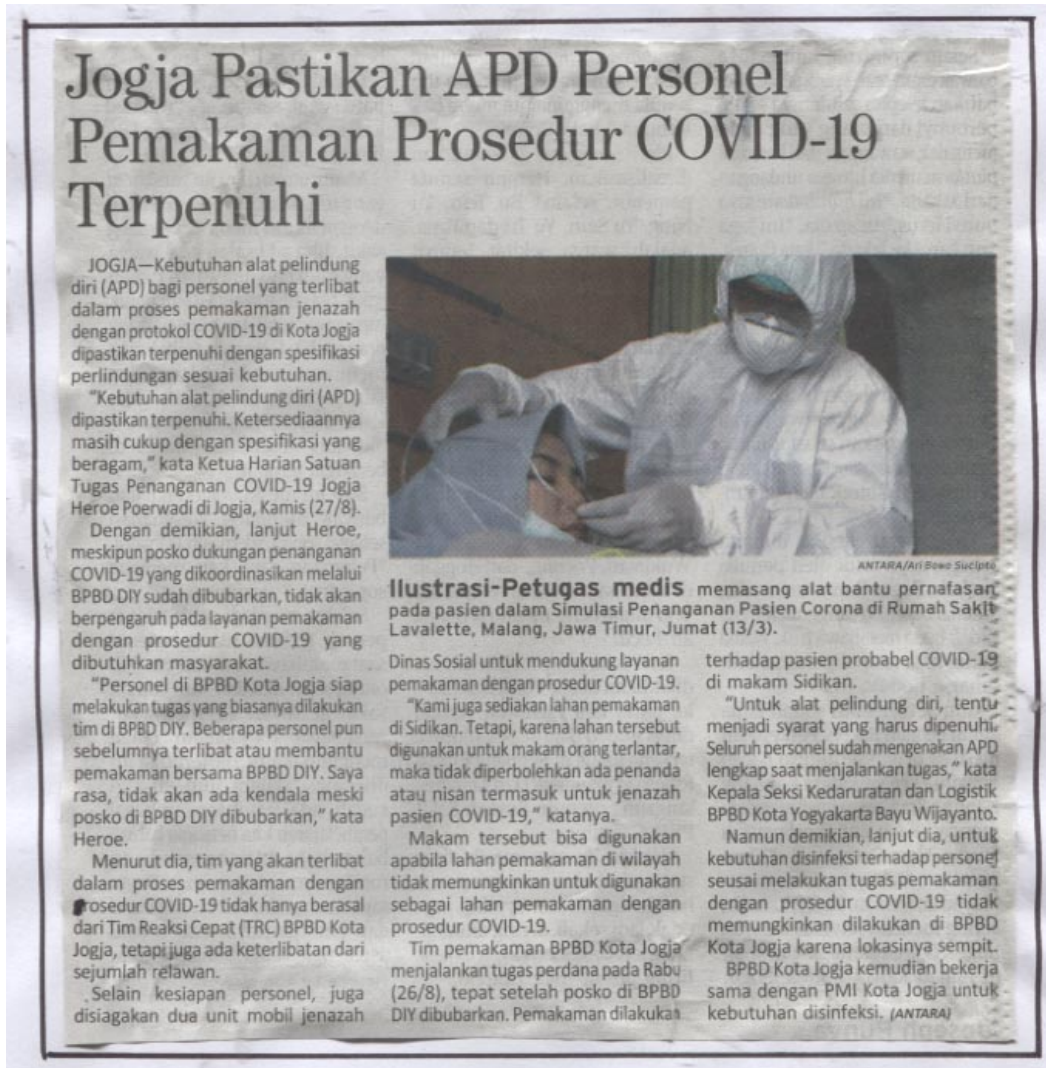 Jogja Pastikan APD Personel
Pemakaman Prosedur COVID-19
Terpenuhi
JOGJA—Kebutuhan alat pelindung
diri (APD) bagi personel yang terlibat
dalam proses pemakaman jenazah
dengan protokol COVID-19 di Kota Jogja
dipastikan terpenuhi dengan spesifikasi
perlindungan sesuai kebutuhan.
"Kebutuhan alat pelindung diri (APD)
dipastikan terpenuhi. Ketersediaannya
masih cukup dengan spesifikasi yang
beragam," kata Ketua Harian Satuan
Tugas Penanganan COVID-19 Jogja
Heroe Poerwadi di Jogja, Kamis (27/8).
Dengan demikian, lanjut Heroe,
meskipun posko dukungan penanganan
COVID-19 yang dikoordinasikan melalui
BPBD DIY sudah dibubarkan, tidak akan
berpengaruh pada layanan pemakaman
dengan prosedur COVID-19 yang
dibutuhkan masyarakat.
"Personel di BPBD Kota Jogja siap
melakukan tugas yang biasanya dilakukan
tim di BPBD DIY. Beberapa personel pun
sebelumnya terlibat atau membantu
pemakaman bersama BPBD DIY. Saya
rasa, tidak akan ada kendala meski
posko di BPBD DIY dibubarkan," kata
Heroe.
Menurut dia, tim yang akan terlibat
dalam proses pemakaman dengan
prosedur COVID-19 tidak hanya berasal
dari Tim Reaksi Cepat (TRC) BPBD Kota
Jogja, tetapi juga ada keterlibatan dari
sejumlah relawan.
Selain kesiapan personel, juga
disiagakan dua unit mobil jenazah
ANTARA/Ari Bowo Sucipto
Ilustrasi-Petugas medis memasang alat bantu pernafasan
pada pasien dalam Simulasi Penanganan Pasien Corona di Rumah Sakit
Lavalette, Malang, Jawa Timur, Jumat (13/3).
Dinas Sosial untuk mendukung layanan
pemakaman dengan prosedur COVID-19.
"Kami juga sediakan lahan pemakaman
di Sidikan. Tetapi, karena lahan tersebut
digunakan untuk makam orang terlantar,
maka tidak diperbolehkan ada penanda
atau nisan termasuk untuk jenazah
pasien COVID-19," katanya.
Makam tersebut bisa digunakan
apabila lahan pemakaman di wilayah
tidak memungkinkan untuk digunakan
sebagai lahan pemakaman dengan
prosedur COVID-19.
Tim pemakaman BPBD Kota Jogja
menjalankan tugas perdana pada Rabu
(26/8), tepat setelah posko di BPBD
DIY dibubarkan. Pemakaman dilakukan
terhadap pasien probabel COVID-19
di makam Sidikan.
"Untuk alat pelindung diri, tentu
menjadi syarat yang harus dipenuhi.
Seluruh personel sudah mengenakan APD
lengkap saat menjalankan tugas," kata
Kepala Seksi Kedaruratan dan Logistik
BPBD Kota Yogyakarta Bayu Wijayanto.
Namun demikian, lanjut dia, untuk
kebutuhan disinfeksi terhadap personel
seusai melakukan tugas pemakaman
dengan prosedur COVID-19 tidak
memungkinkan dilakukan di BPBD
Kota Jogja karena lokasinya sempit.
BPBD Kota Jogja kemudian bekerja
sama dengan PMI Kota Jogja untuk
kebutuhan disinfeksi. (ANTARA)